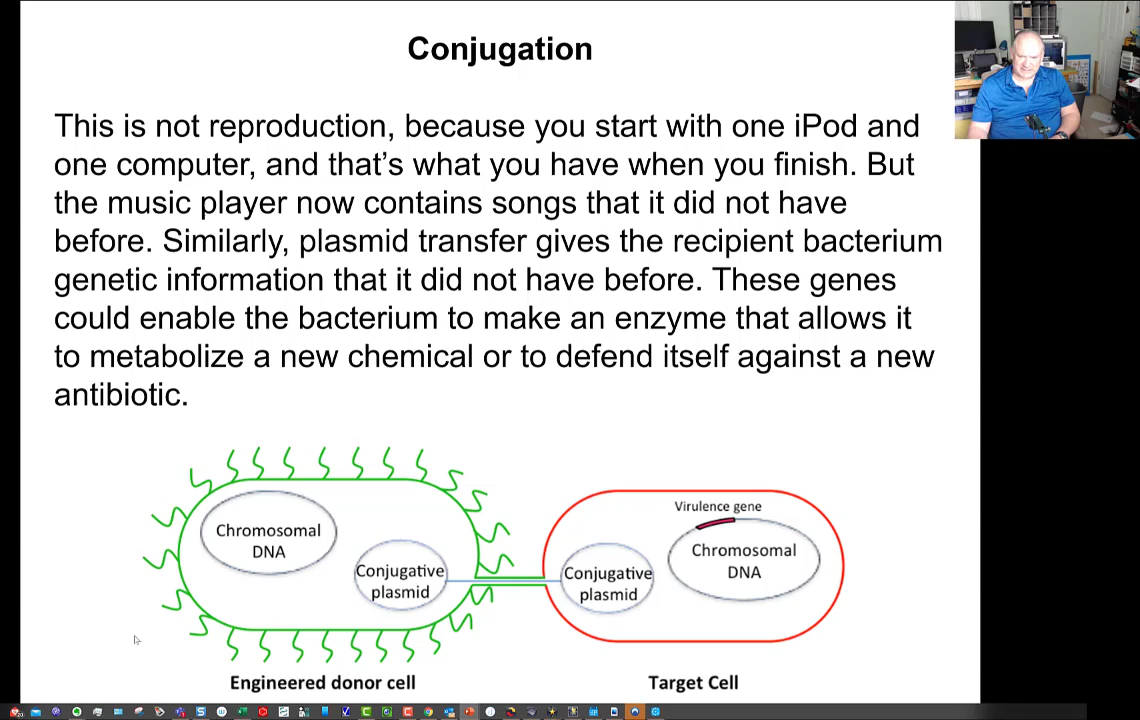 Conjugation
This is not reproduction, because you start with one iPod and
one computer, and that's what you have when you finish. But
the music player now contains songs that it did not have
before. Similarly, plasmid transfer gives the recipient bacterium
genetic information that it did not have before. These genes
could enable the bacterium to make an enzyme that allows it
to metabolize a new chemical or to defend itself against a new
antibiotic.
Chromosomal
DNA
Conjugative
plasmid
Conjugative
plasmid
Virulence gene
Chromosomal
DNA
Engineered donor cell
Target Cell